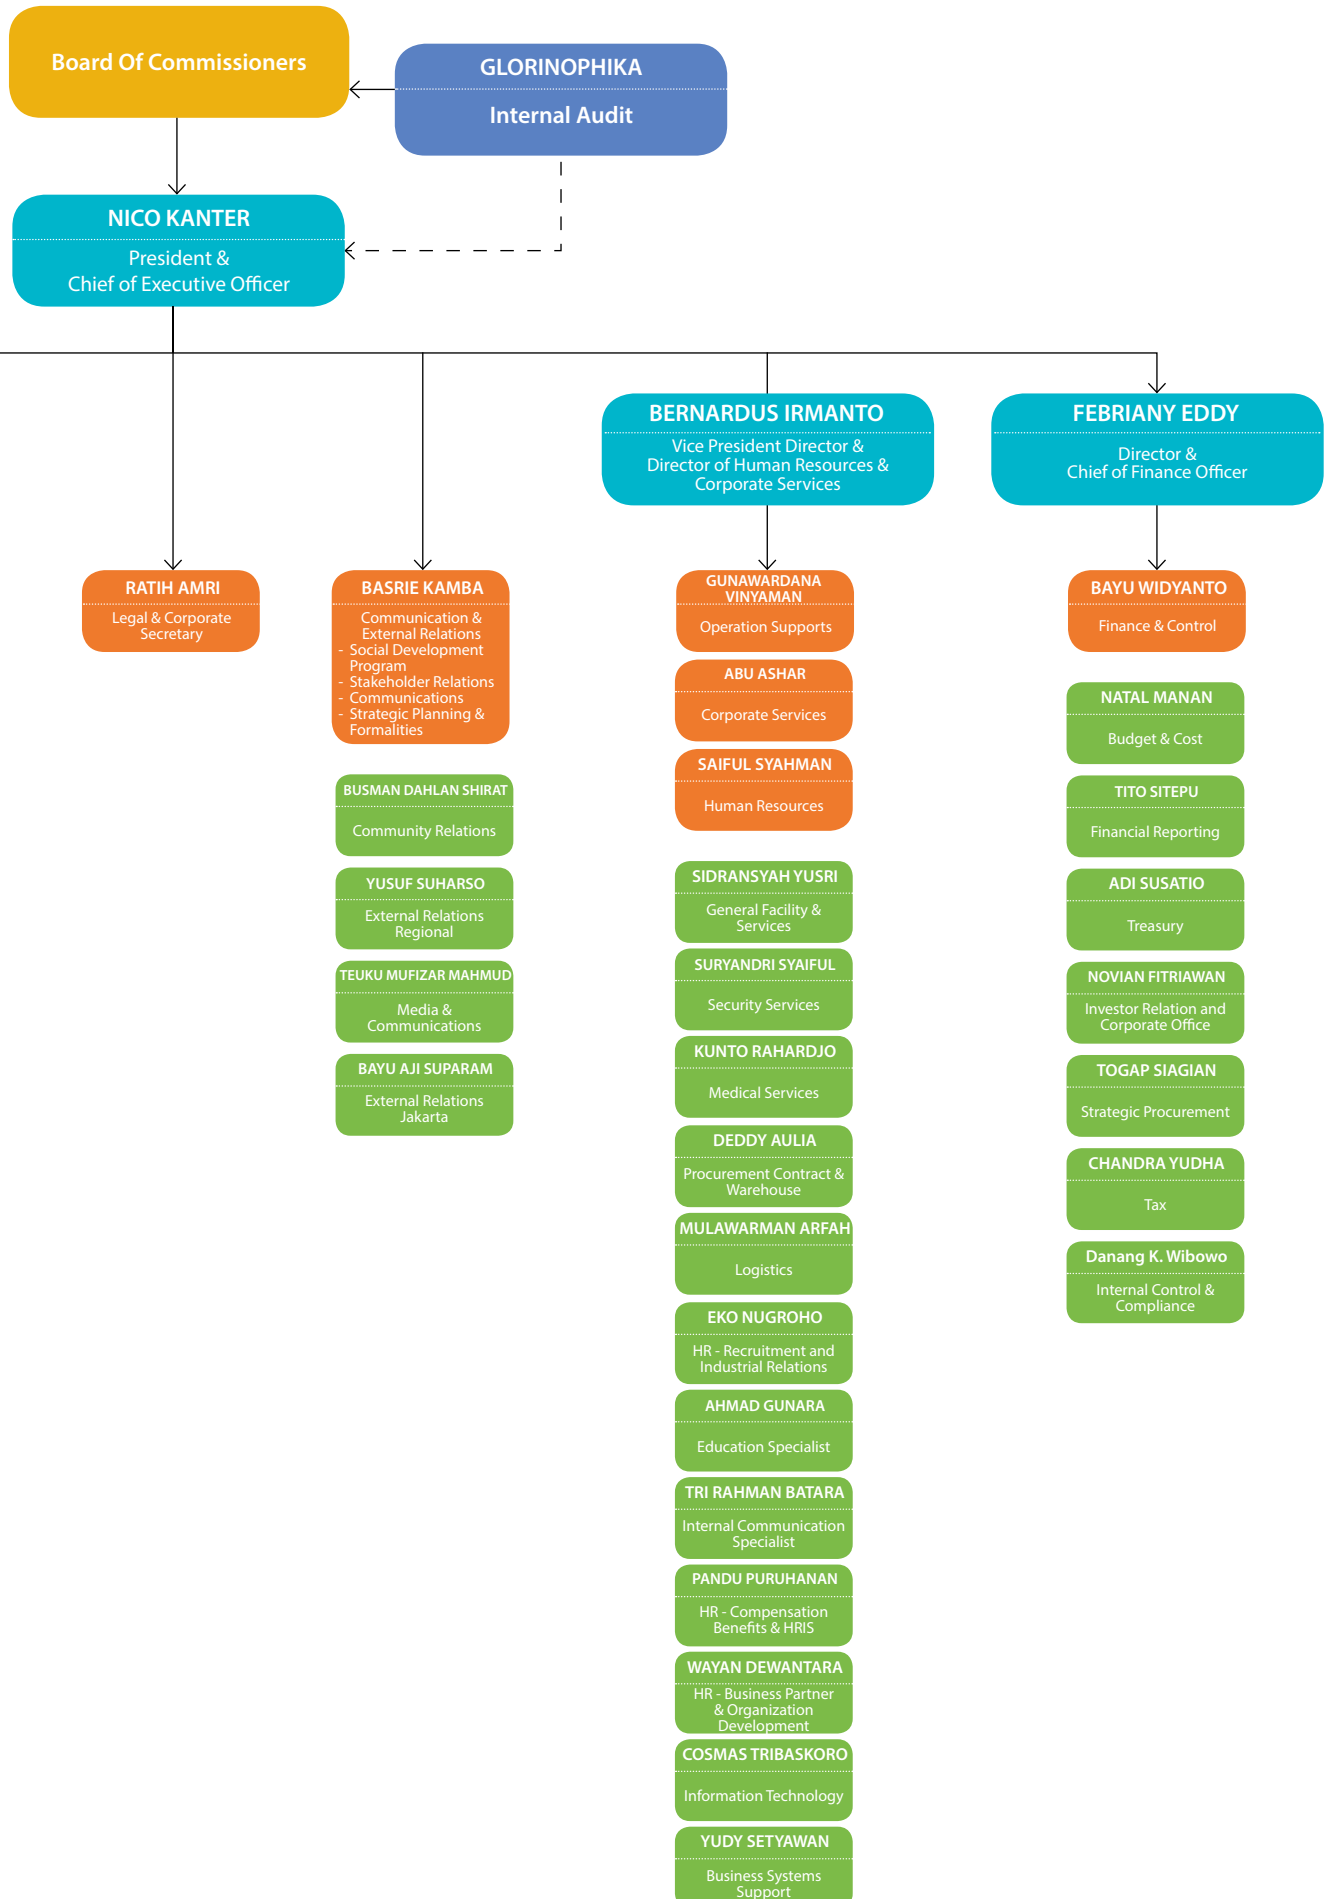 Board Of Commissioners
GLORINOPHIKA
Internal Audit
NICO KANTER
President &
Chief of Executive Officer
BERNARDUS IRMANTO
Vice President Director &
Director of Human Resources &
Corporate Services
FEBRIANY EDDY
Director &
Chief of Finance Officer
RATIH AMRI
Legal & Corporate
Secretary
BASRIE KAMBA
Communication &
External Relations
- Social Development
Program
- Stakeholder Relations
- Communications
- Strategic Planning &
Formalities
BUSMAN DAHLAN SHIRAT
Community Relations
YUSUF SUHARSO
External Relations
Regional
TEUKU MUFIZAR MAHMUD
Media &
Communications
BAYU AJI SUPARAM
External Relations
Jakarta
GUNAWARDANA
VINYAMAN
Operation Supports
ABU ASHAR
Corporate Services
SAIFUL SYAHMAN
Human Resources
SIDRANSYAH YUSRI
General Facility &
Services
SURYANDRI SYAIFUL
Security Services
KUNTO RAHARDJO
Medical Services
DEDDY AULIA
Procurement Contract &
Warehouse
MULAWARMAN ARFAH
Logistics
EKO NUGROHO
HR - Recruitment and
Industrial Relations
AHMAD GUNARA
Education Specialist
TRI RAHMAN BATARA
Internal Communication
Specialist
PANDU PURUHANAN
HR - Compensation
Benefits & HRIS
WAYAN DEWANTARA
HR - Business Partner
& Organization
Development
COSMAS TRIBASKORO
Information Technology
YUDY SETYAWAN
Business Systems
Support
BAYU WIDYANTO
Finance & Control
NATAL MANAN
Budget & Cost
TITO SITEPU
Financial Reporting
ADI SUSATIO
Treasury
NOVIAN FITRIAWAN
Investor Relation and
Corporate Office
TOGAP SIAGIAN
Strategic Procurement
CHANDRA YUDHA
Tax
Danang K. Wibowo
Internal Control &
Compliance